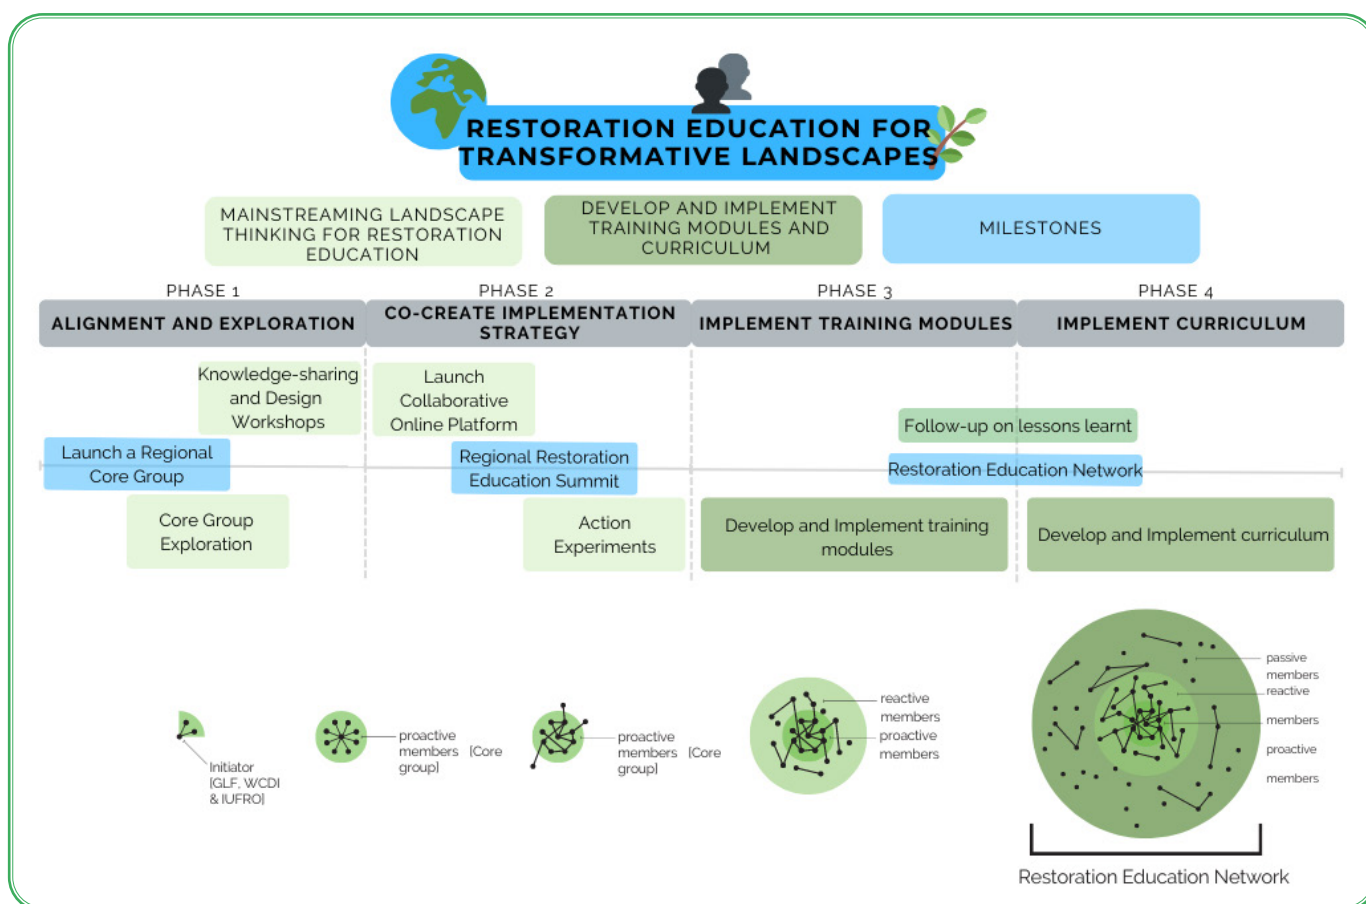 RESTORATION EDUCATION FOR
TRANSFORMATIVE LANDSCAPES
MAINSTREAMING LANDSCAPE
THINKING FOR RESTORATION
EDUCATION
DEVELOP AND IMPLEMENT
TRAINING MODULES AND
CURRICULUM
MILESTONES
PHASE 1
PHASE 2
PHASE 3
PHASE 4
ALIGNMENT AND EXPLORATION
CO-CREATE IMPLEMENTATION
STRATEGY
IMPLEMENT TRAINING MODULES
IMPLEMENT CURRICULUM
Knowledge-sharing
and Design
Workshops
Launch
Collaborative
Online Platform
Follow-up on lessons learnt
Launch a Regional
Core Group
Regional Restoration
Education Summit
Restoration Education Network
Core Group
Exploration
Action
Experiments
Develop and Implement training
modules
Develop and Implement curriculum
Initiator
[GLF, WCDI
& IUFRO]
proactive
members [Core
group]
proactive
members [Core
group]
reactive
members
proactive
members
passive
members
reactive
members
proactive
members
Restoration Education Network